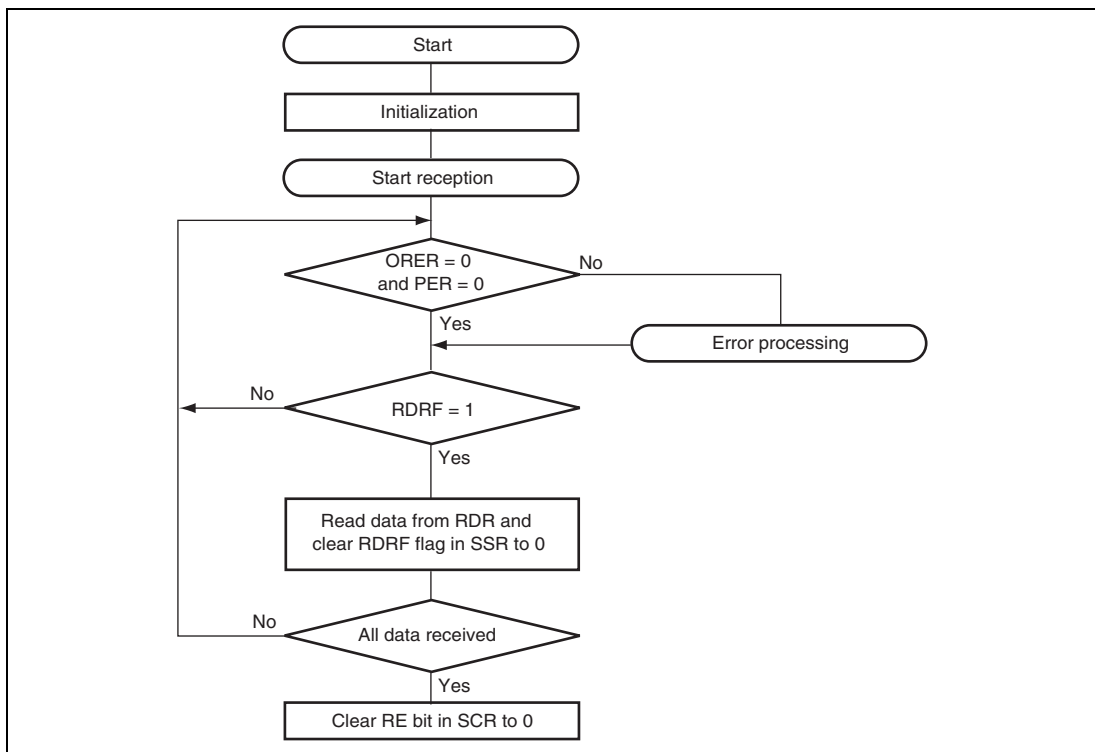 Start
Initialization
Start reception
ORER = 0
and PER = 0
No
Yes
Error processing
No
RDRF = 1
Yes
Read data from RDR and
clear RDRF flag in SSR to 0
No
All data received
Yes
Clear RE bit in SCR to 0